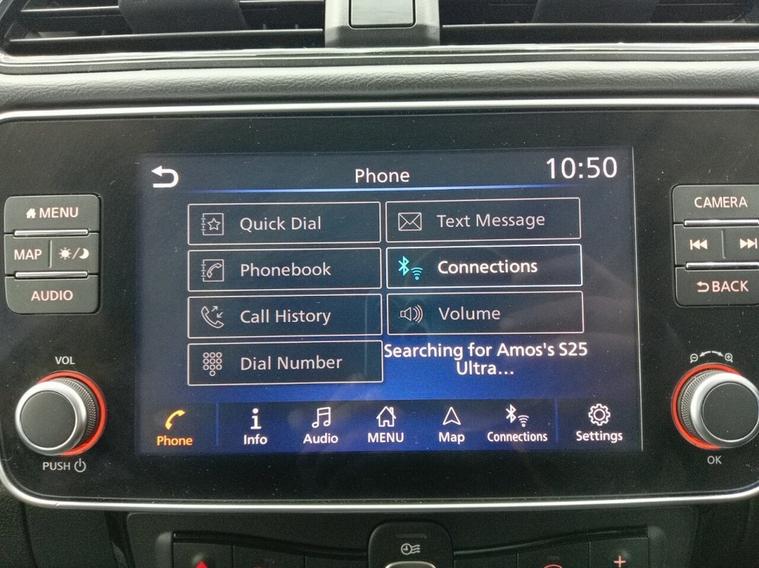 Phone
10:50
MENU
MAP
AUDIO
VOL
PUSH
Quick Dial
Text Message
Phonebook
Connections
Call History
Volume
Dial Number
Searching for Amos's S25
Ultra...
Phone
Info
Audio
MENU
Map
Connections
Settings
CAMERA
BACK
OK